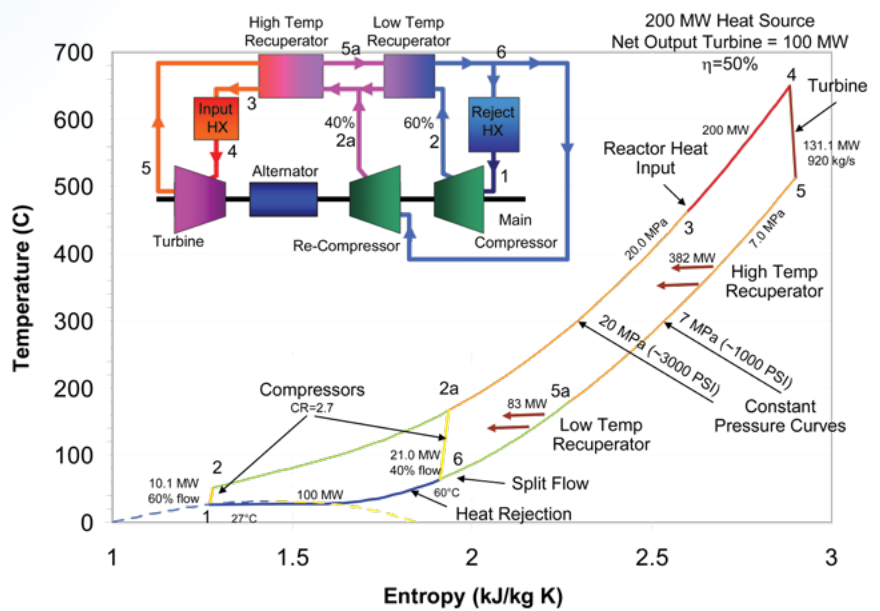 200 MW Heat Source
Net Output Turbine = 100 MW
η=50%
High Temp
Recuperator
5a
Low Temp
Recuperator
6
3
Input
HX
4
40%
2a
60%
2
Reject
HX
1
5
Alternator
Turbine
Re-Compressor
Main
Compressor
Temperature (C)
700
600
500
400
300
200
100
0
4
Turbine
200 MW
131.1 MW
920 kg/s
Reactor Heat
Input
5
3
20.0 MPa
7.0 MPa
382 MW
High Temp
Recuperator
20 MPa (~3000 PSI)
7 MPa (~1000 PSI)
Constant
Pressure Curves
Compressors
CR=2.7
2a
5a
83 MW
Low Temp
Recuperator
21.0 MW
40% flow
6
60°C
Split Flow
2
10.1 MW
60% flow
100 MW
Heat Rejection
1
27°C
1
1.5
2
2.5
3
Entropy (kJ/kg K)